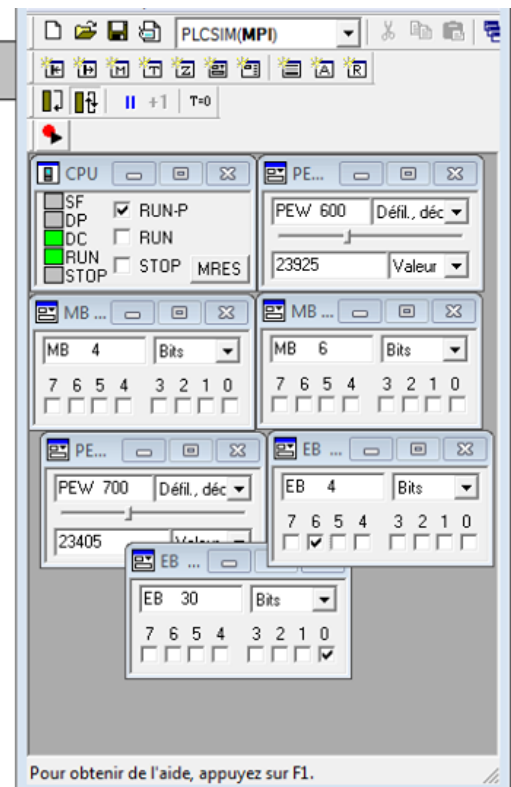 PLCSIM(MPI)
+1 T=0
CPU
SF
DP
DC
RUN
STOP
RUN-P
RUN
STOP
MRES
PE...
PEW 600 Défil., déc
23925 Valeur
MB ...
MB 4 Bits
7 6 5 4 3 2 1 0
MB ...
MB 6 Bits
7 6 5 4 3 2 1 0
PE...
PEW 700 Défil., déc
23405
EB ...
EB 4 Bits
7 6 5 4 3 2 1 0
EB ...
EB 30 Bits
7 6 5 4 3 2 1 0
Pour obtenir de l'aide, appuyez sur F1.